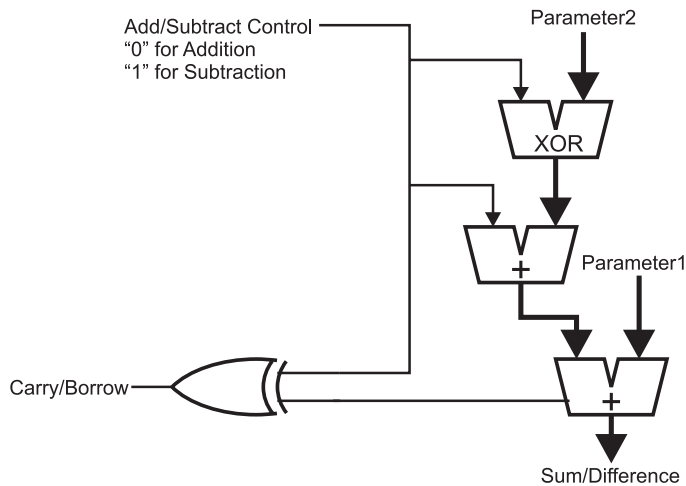 Parameter2
Add/Subtract Control
“0” for Addition
“1” for Subtraction
XOR
+
Parameter1
Carry/Borrow
+
Sum/Difference